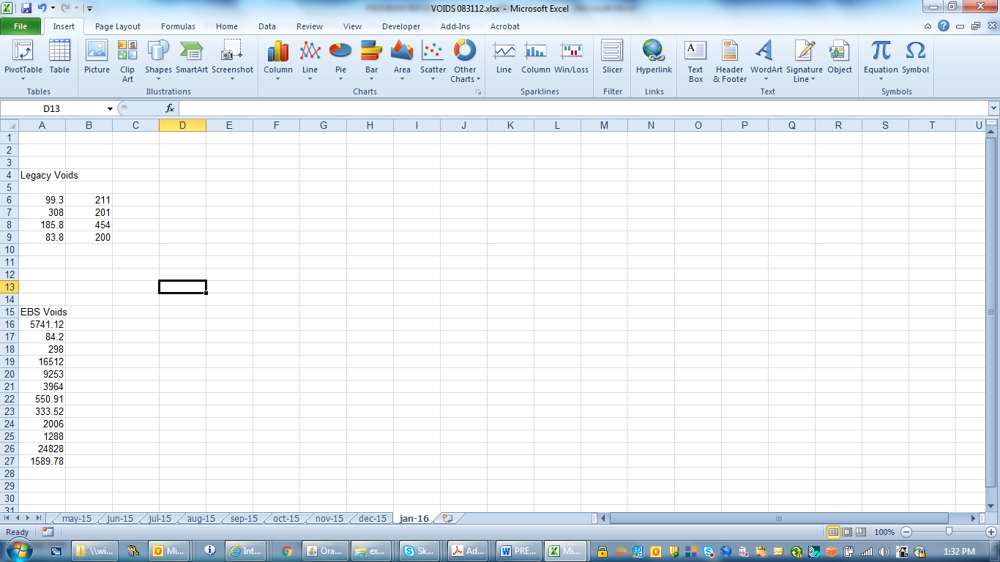 VOIDS 083112.xlsx - Microsoft Excel
File Insert Page Layout Formulas Home Data Review View Developer Add-Ins Acrobat
PivotTable Table Picture Clip Art Shapes SmartArt Screenshot Column Line Pie Bar Area Scatter Other Charts Line Column Win/Loss Slicer Hyperlink Text Box Header & Footer WordArt Signature Line Object Equation Symbol
Tables Illustrations Charts Sparklines Filter Links Text Symbols
D13 fx
A B C D E F G H I J K L M N O P Q R S T U
1
2
3
4 Legacy Voids
5
6 99.3 211
7 308 201
8 185.8 454
9 83.8 200
10
11
12
13
14
15 EBS Voids
16 5741.12
17 84.2
18 298
19 16512
20 9253
21 3964
22 550.91
23 333.52
24 2006
25 1288
26 24828
27 1589.78
28
29
30
31
may-15 jun-15 jul-15 aug-15 sep-15 oct-15 nov-15 dec-15 jan-16
Ready 100%
\\wi... Mi... Int... Ora... ex... Sk... Ad... PRE... Mi... 1:32 PM